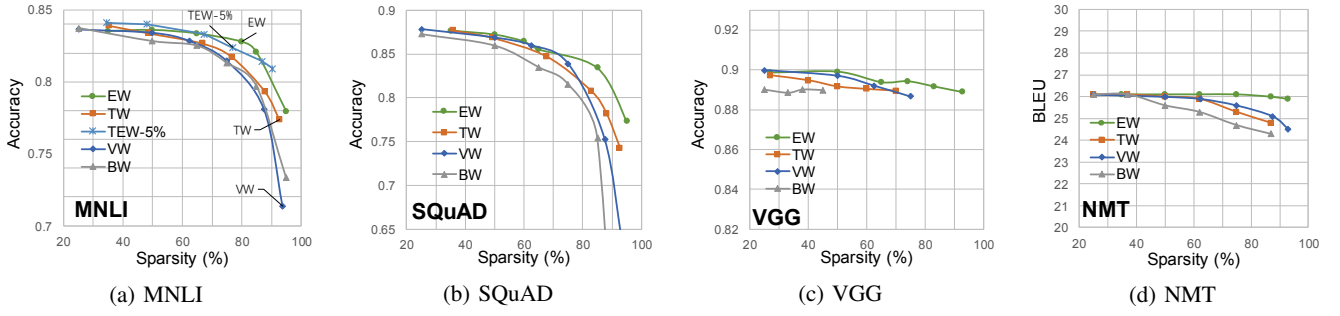 0.85
0.8
0.75
0.7
Accuracy
TEW-5%
EW
EW
TW
TEW-5%
VW
BW
TW
VW
MNLI
20 40 60 80 100
Sparsity (%)
(a) MNLI
0.9
0.85
0.8
0.75
0.7
0.65
Accuracy
EW
TW
VW
BW
SQuAD
20 40 60 80 100
Sparsity (%)
(b) SQuAD
0.92
0.9
0.88
0.86
0.84
0.82
Accuracy
EW
TW
VW
BW
VGG
20 40 60 80 100
Sparsity (%)
(c) VGG
30
29
28
27
26
25
24
23
22
21
20
BLEU
EW
TW
VW
BW
NMT
20 40 60 80 100
Sparsity (%)
(d) NMT